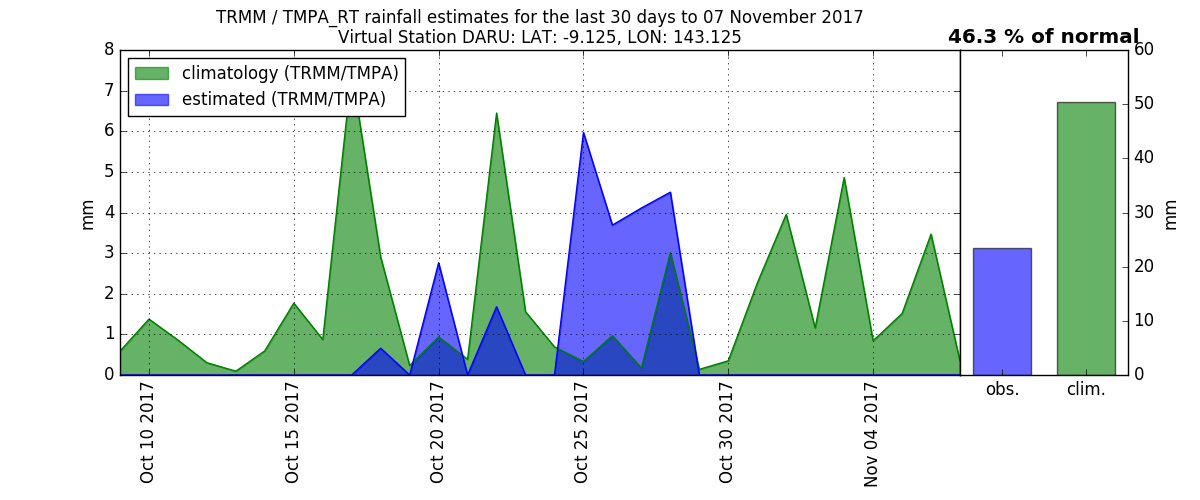 TRMM / TMPA_RT rainfall estimates for the last 30 days to 07 November 2017
Virtual Station DARU: LAT: -9.125, LON: 143.125
46.3 % of normal
climatology (TRMM/TMPA)
estimated (TRMM/TMPA)
8
7
6
5
4
3
2
1
0
mm
Oct 10 2017
Oct 15 2017
Oct 20 2017
Oct 25 2017
Oct 30 2017
Nov 04 2017
obs.
clim.
60
50
40
30
20
10
0
mm